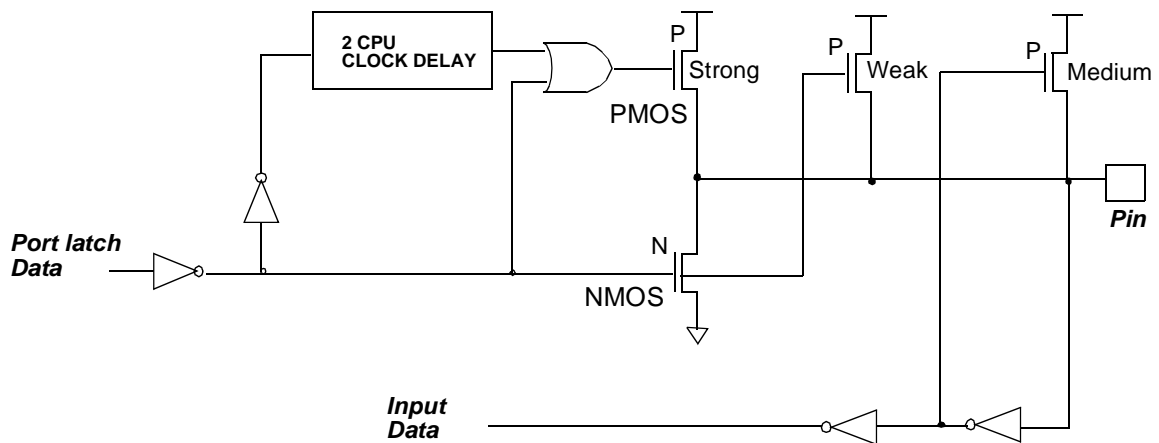 2 CPU
CLOCK DELAY
P
Strong
PMOS
P
Weak
P
Medium
Pin
Port latch
Data
N
NMOS
Input
Data